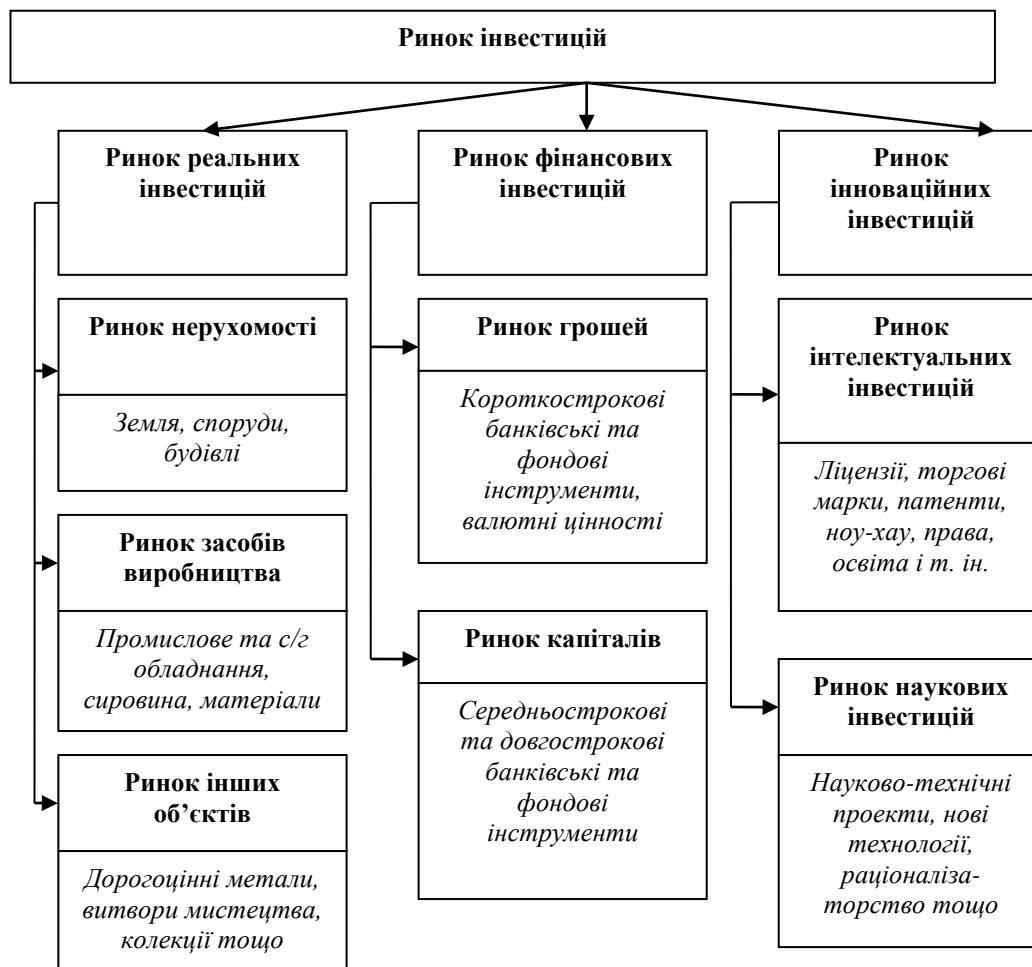 Ринок інвестицій
Ринок реальних
інвестицій
Ринок нерухомості
Земля, споруди,
будівлі
Ринок засобів
виробництва
Промислове та с/г
обладнання,
сировина, матеріали
Ринок інших
об’єктів
Дорогоцінні метали,
витвори мистецтва,
колекції тощо
Ринок фінансових
інвестицій
Ринок грошей
Короткострокові
банківські та
фондові
інструменти,
валютні цінності
Ринок капіталів
Середньострокові
та довгострокові
банківські та
фондові
інструменти
Ринок
інноваційних
інвестицій
Ринок
інтелектуальних
інвестицій
Ліцензії, торгові
марки, патенти,
ноу-хау, права,
освіта і т. ін.
Ринок наукових
інвестицій
Науково-технічні
проекти, нові
технології,
раціоналіза-
торство тощо